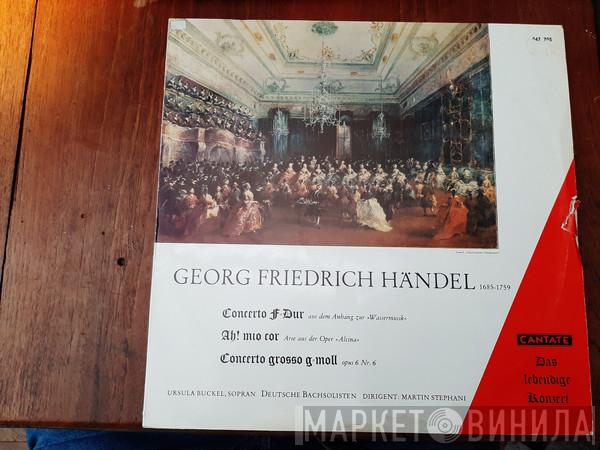 642 205
GEORG FRIEDRICH HÄNDEL 1685-1759
Concerto F-Dur aus dem Anhang zur »Wassermusik«
Ah! mio cor Arie aus der Oper »Alcina«
Concerto grosso g-moll opus 6 Nr. 6
CANTATE
Das
lebendige
Konzert
URSULA BUCKEL, SOPRAN DEUTSCHE BACHSOLISTEN DIRIGENT: MARTIN STEPHANI
МАРКЕТ ВИНИЛА